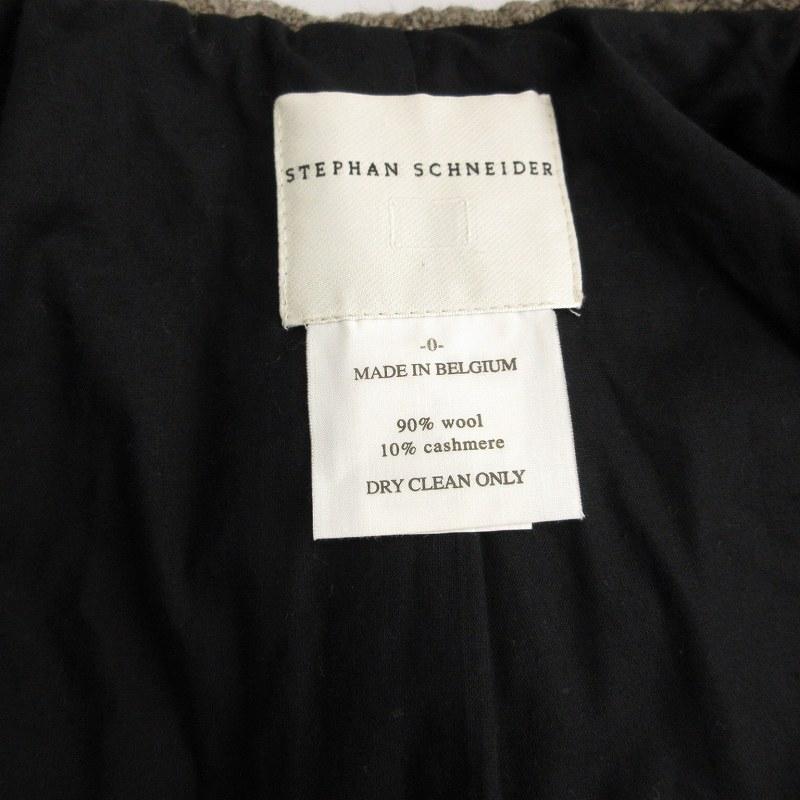 STEPHAN SCHNEIDER
-0-
MADE IN BELGIUM
90% wool
10% cashmere
DRY CLEAN ONLY